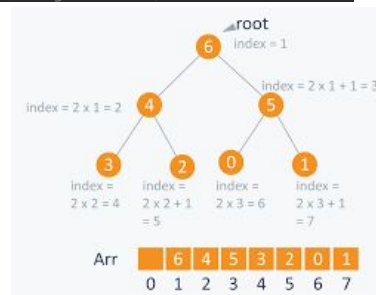 root
6
index = 1
index = 2 x 1 = 2
4
5
index = 2 x 1 + 1 = 3
3
2
0
1
index =
2 x 2 = 4
index =
2 x 2 + 1
= 5
index =
2 x 3 = 6
index =
2 x 3 + 1
= 7
Arr 6 4 5 3 2 0 1
0 1 2 3 4 5 6 7